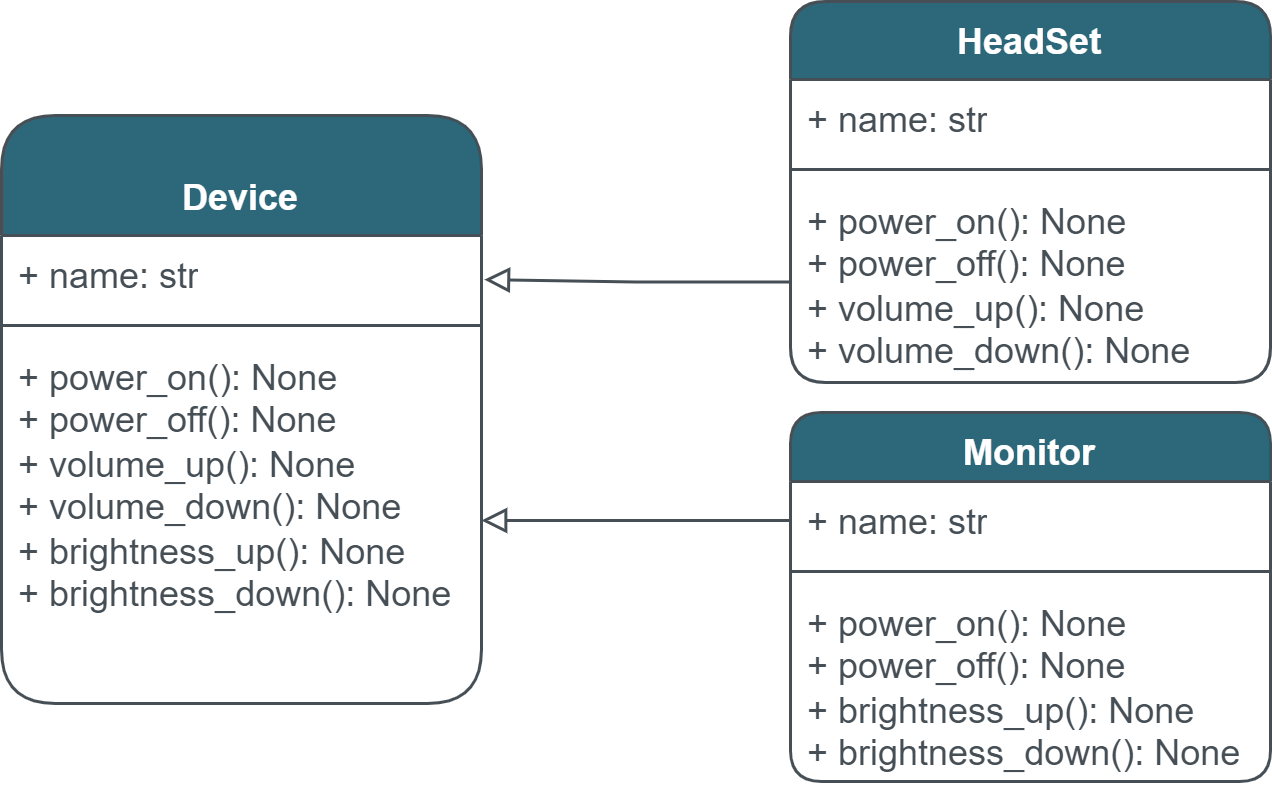 Device
+ name: str
+ power_on(): None
+ power_off(): None
+ volume_up(): None
+ volume_down(): None
+ brightness_up(): None
+ brightness_down(): None
HeadSet
+ name: str
+ power_on(): None
+ power_off(): None
+ volume_up(): None
+ volume_down(): None
Monitor
+ name: str
+ power_on(): None
+ power_off(): None
+ brightness_up(): None
+ brightness_down(): None